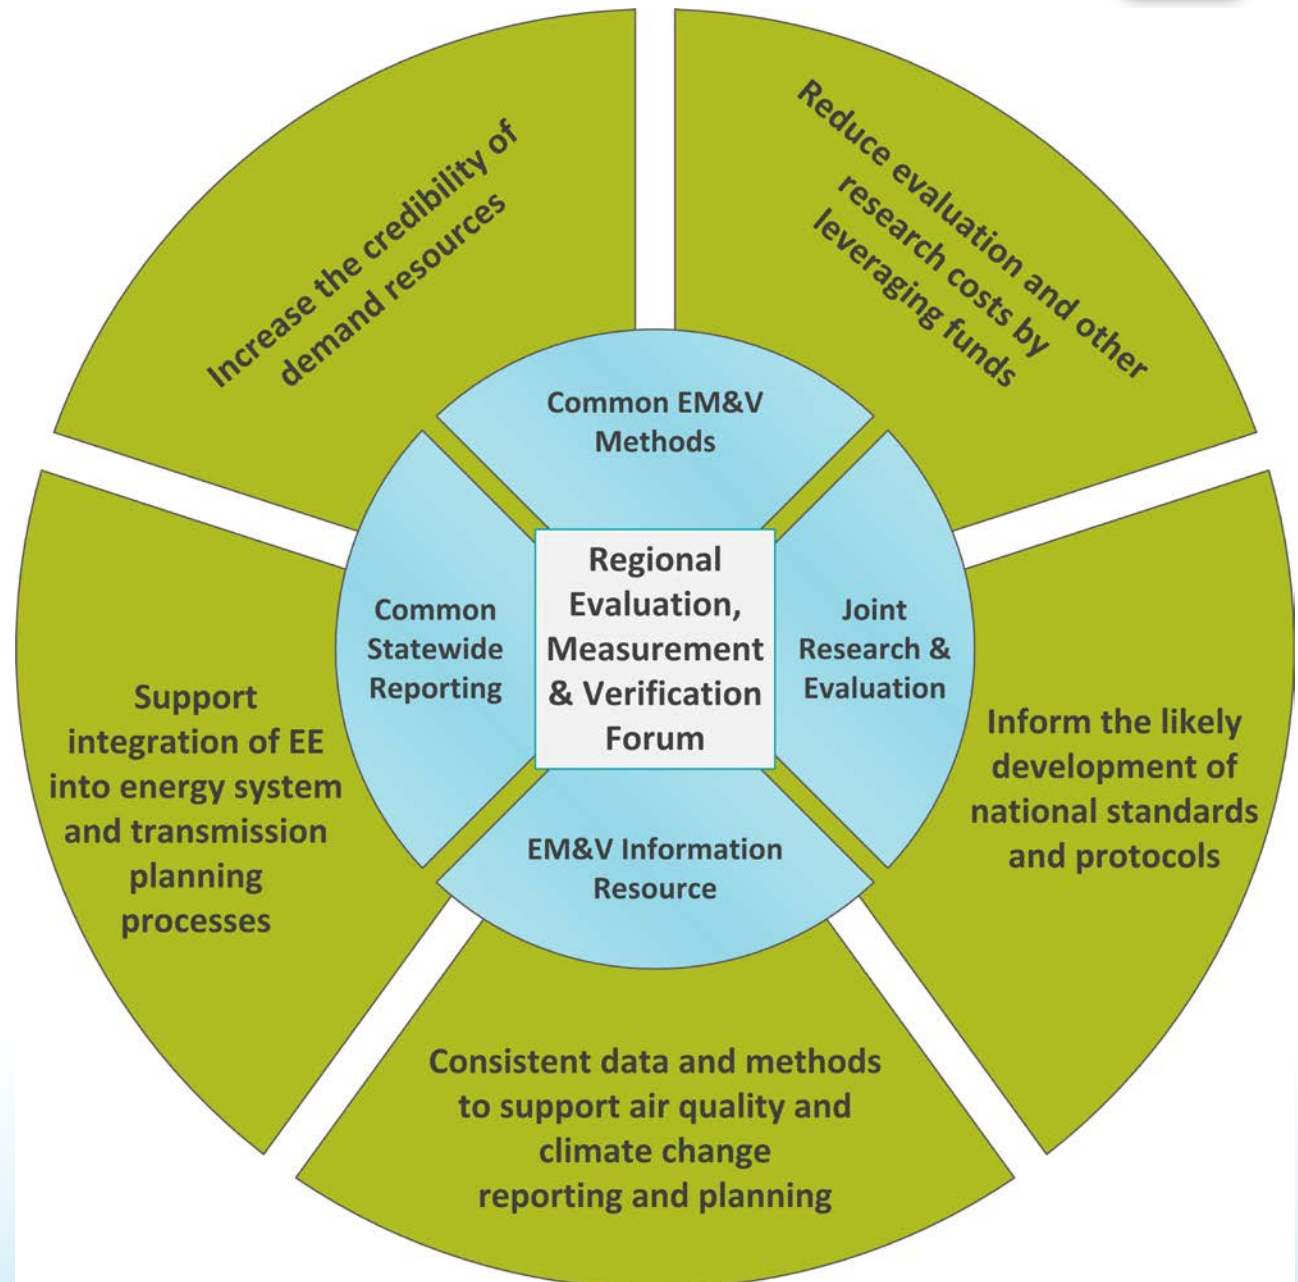 Increase the credibility of
demand resources
Reduce evaluation and other
research costs by
leveraging funds
Common EM&V
Methods
Common
Statewide
Reporting
Regional
Evaluation,
Measurement
& Verification
Forum
Joint
Research &
Evaluation
EM&V Information
Resource
Support
integration of EE
into energy system
and transmission
planning
processes
Inform the likely
development of
national standards
and protocols
Consistent data and methods
to support air quality and
climate change
reporting and planning